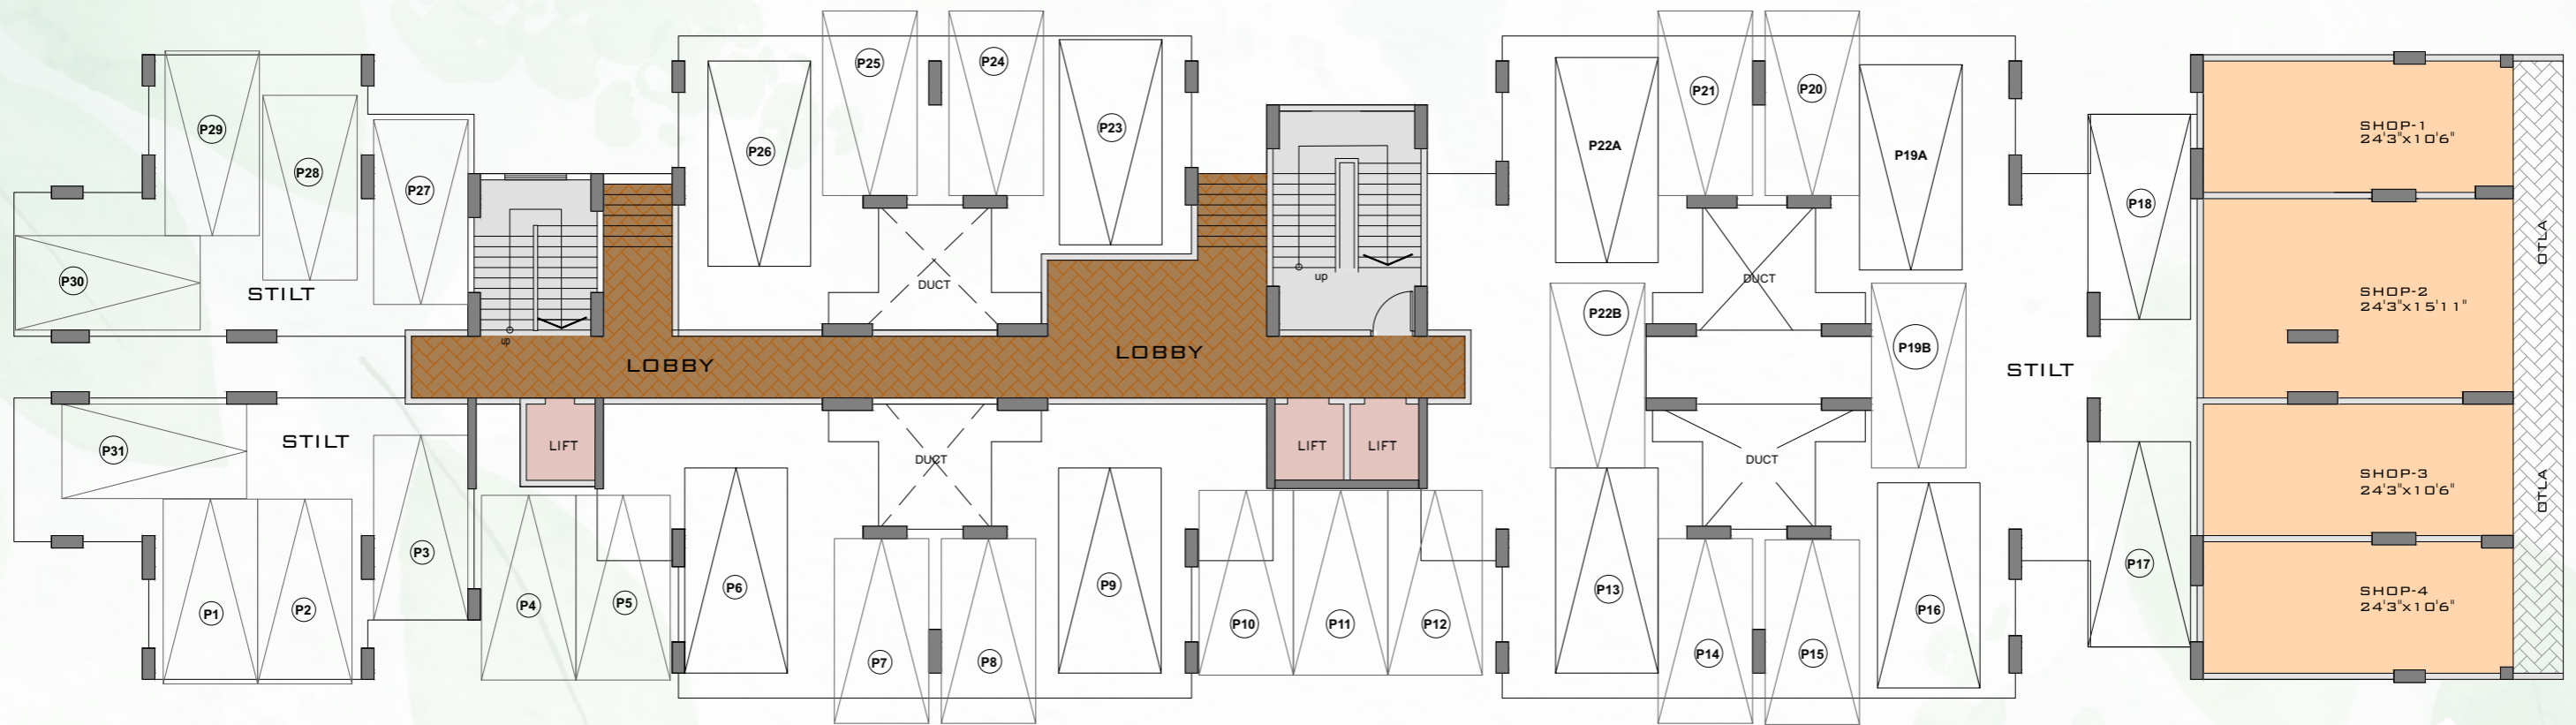 P25
P24
P21
P20
P29
P26
P23
P22A
P19A
SHOP-1
24'3"x10'6"
P28
P27
P18
OTLA
P30
STILT
DUCT
up
DUCT
P22B
P19B
SHOP-2
24'3"x15'11"
up
LOBBY
LOBBY
STILT
P31
STILT
LIFT
DUCT
LIFT
LIFT
DUCT
SHOP-3
24'3"x10'6"
OTLA
P3
P1
P2
P4
P5
P6
P9
P10
P11
P12
P13
P16
P17
SHOP-4
24'3"x10'6"
P7
P8
P14
P15